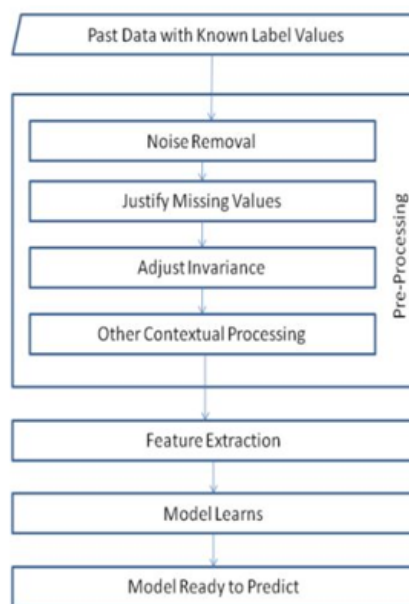 Past Data with Known Label Values
Noise Removal
Justify Missing Values
Adjust Invariance
Other Contextual Processing
Pre-Processing
Feature Extraction
Model Learns
Model Ready to Predict